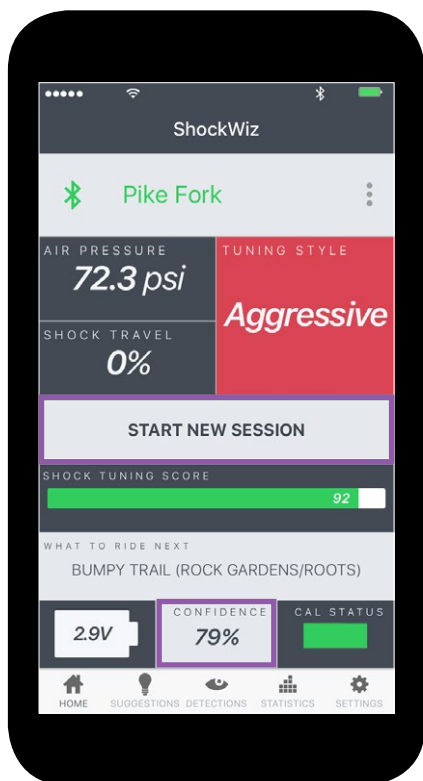 ShockWiz
Pike Fork
AIR PRESSURE
72.3 psi
TUNING STYLE
Aggressive
SHOCK TRAVEL
0%
START NEW SESSION
SHOCK TUNING SCORE
92
WHAT TO RIDE NEXT
BUMPY TRAIL (ROCK GARDENS/ROOTS)
2.9V
CONFIDENCE
79%
CAL STATUS
HOME SUGGESTIONS DETECTIONS STATISTICS SETTINGS